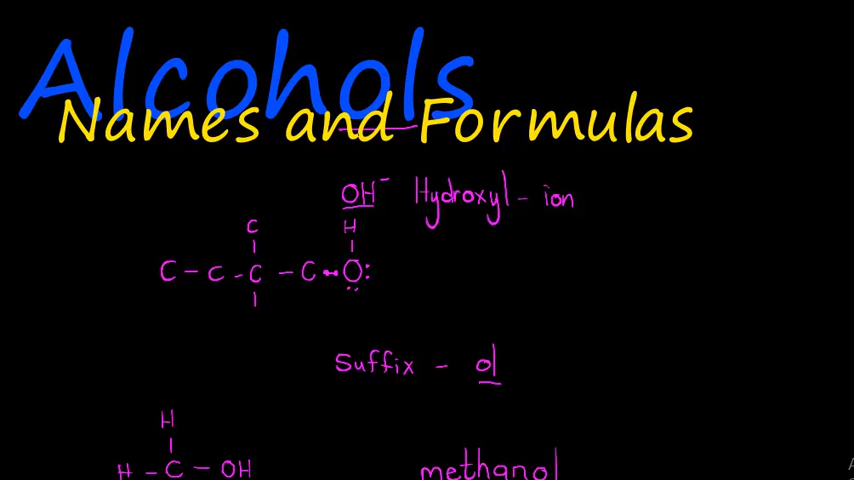 Alcohols
Names and Formulas
OH⁻ Hydroxyl - ion
C H
C - C - C - C - O:
Suffix - ol
H
H - C - OH methanol